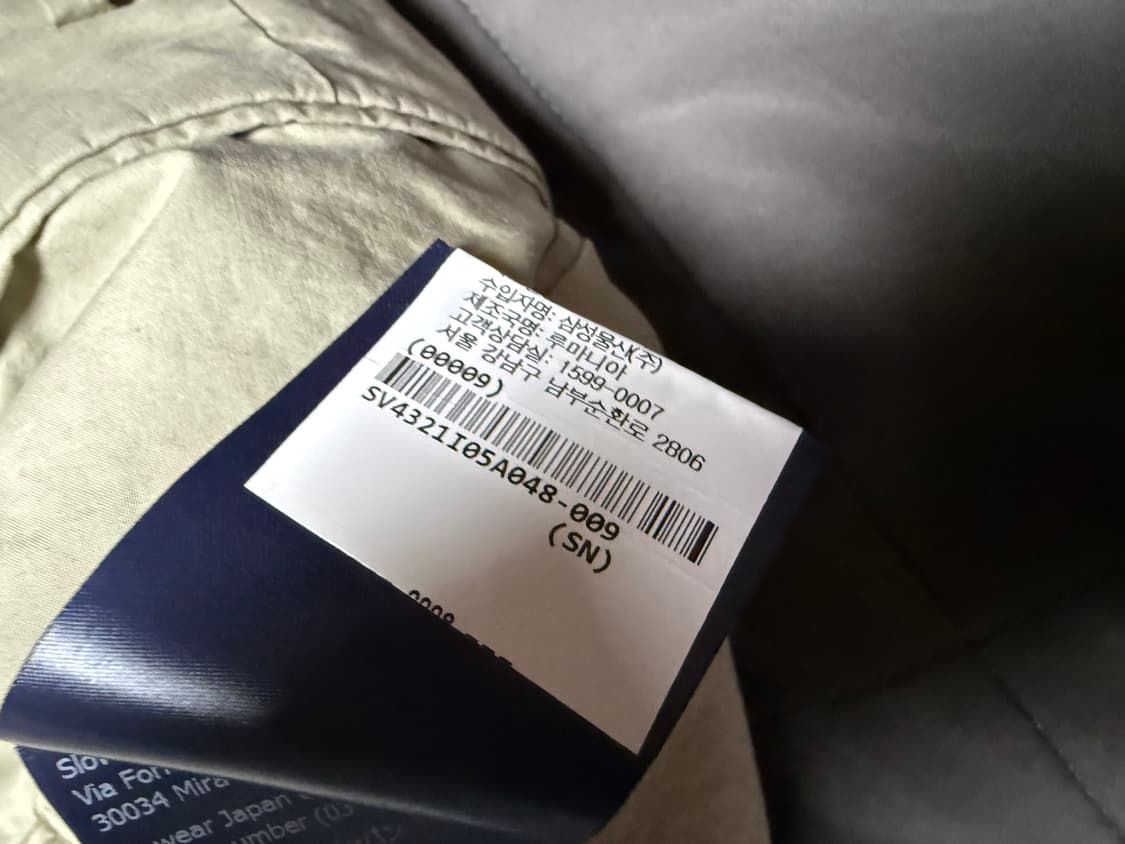 수입자명: 삼성물산(주)
제조국명: 루마니아
고객상담실: 1599-0007
서울 강남구 남부순환로 2806
(00009)
SV4321I05A048-009
(SN)
Via
30034 Mira
wear Japan
umber (03